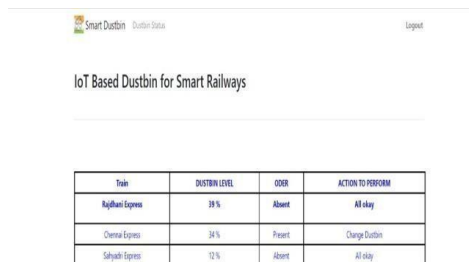 Smart Dustbin Dustbin Status Logout
IoT Based Dustbin for Smart Railways
Train DUSTBIN LEVEL ODER ACTION TO PERFORM
Rajdhani Express 39 % Absent All okay
Chennai Express 34 % Present Change Dustbin
Sahyadri Express 12 % Absent All okay